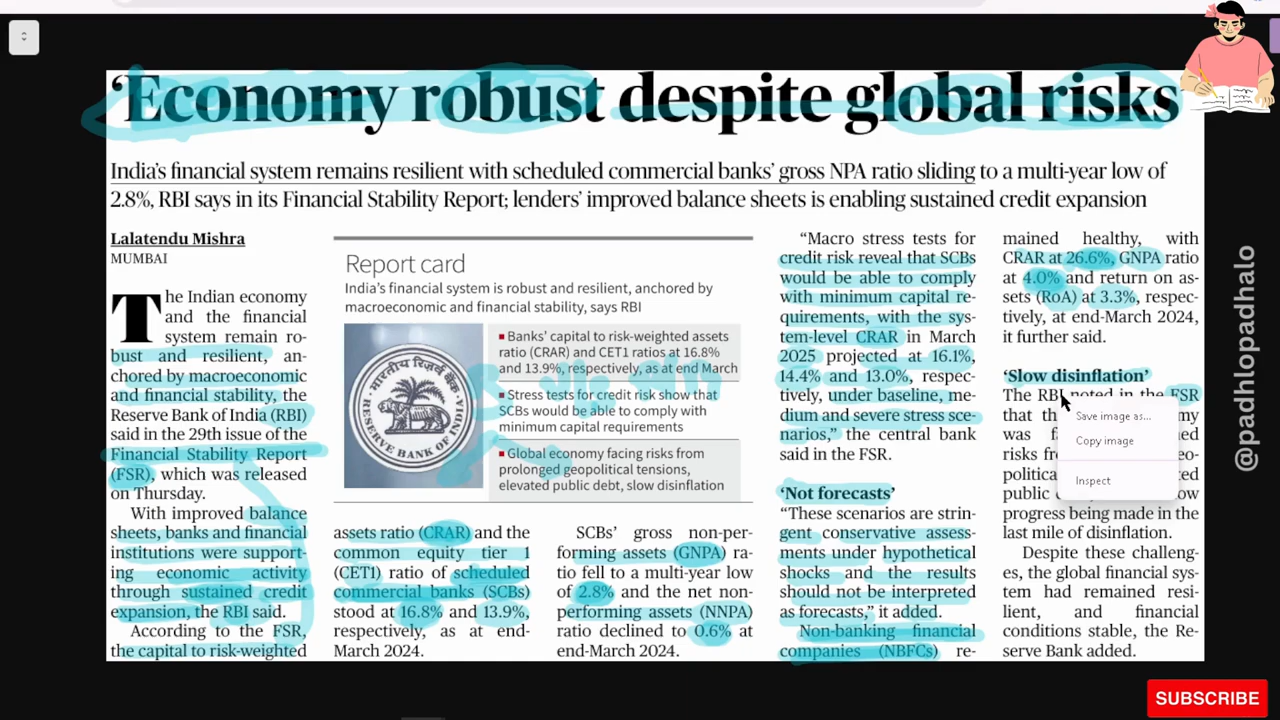 ‘Economy robust despite global risks
India’s financial system remains resilient with scheduled commercial banks’ gross NPA ratio sliding to a multi-year low of
2.8%, RBI says in its Financial Stability Report; lenders’ improved balance sheets is enabling sustained credit expansion
Lalatendu Mishra
MUMBAI
The Indian economy
and the financial
system remain ro-
bust and resilient, an-
chored by macroeconomic
and financial stability, the
Reserve Bank of India (RBI)
said in the 29th issue of the
Financial Stability Report
(FSR), which was released
on Thursday.
With improved balance
sheets, banks and financial
institutions were support-
ing economic activity
through sustained credit
expansion, the RBI said.
According to the FSR,
the capital to risk-weighted
Report card
India’s financial system is robust and resilient, anchored by
macroeconomic and financial stability, says RBI
भारतीय रिज़र्व बैंक
RESERVE BANK OF INDIA
Banks’ capital to risk-weighted assets
ratio (CRAR) and CET1 ratios at 16.8%
and 13.9%, respectively, as at end March
Stress tests for credit risk show that
SCBs would be able to comply with
minimum capital requirements
Global economy facing risks from
prolonged geopolitical tensions,
elevated public debt, slow disinflation
assets ratio (CRAR) and the
common equity tier 1
(CET1) ratio of scheduled
commercial banks (SCBs)
stood at 16.8% and 13.9%,
respectively, as at end-
March 2024.
SCBs’ gross non-per-
forming assets (GNPA) ra-
tio fell to a multi-year low
of 2.8% and the net non-
performing assets (NNPA)
ratio declined to 0.6% at
end-March 2024.
“Macro stress tests for
credit risk reveal that SCBs
would be able to comply
with minimum capital re-
quirements, with the sys-
tem-level CRAR in March
2025 projected at 16.1%,
14.4% and 13.0%, respec-
tively, under baseline, me-
dium and severe stress sce-
narios,” the central bank
said in the FSR.
‘Not forecasts’
“These scenarios are strin-
gent conservative assess-
ments under hypothetical
shocks and the results
should not be interpreted
as forecasts,” it added.
Non-banking financial
companies (NBFCs) re-
mained healthy, with
CRAR at 26.6%, GNPA ratio
at 4.0% and return on as-
sets (RoA) at 3.3%, respec-
tively, at end-March 2024,
it further said.
‘Slow disinflation’
The RBI noted in the FSR
that
was
risks
public
progress being made in the
last mile of disinflation.
Despite these challeng-
es, the global financial sys-
tem had remained resi-
lient, and financial
conditions stable, the Re-
serve Bank added.
Save image as...
Copy image
Inspect
@padhlopadhalo
SUBSCRIBE